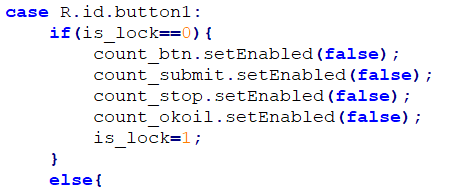 case R.id.button1:
    if(is_lock==0){
        count_btn.setEnabled(false);
        count_submit.setEnabled(false);
        count_stop.setEnabled(false);
        count_okoil.setEnabled(false);
        is_lock=1;
    }
    else{